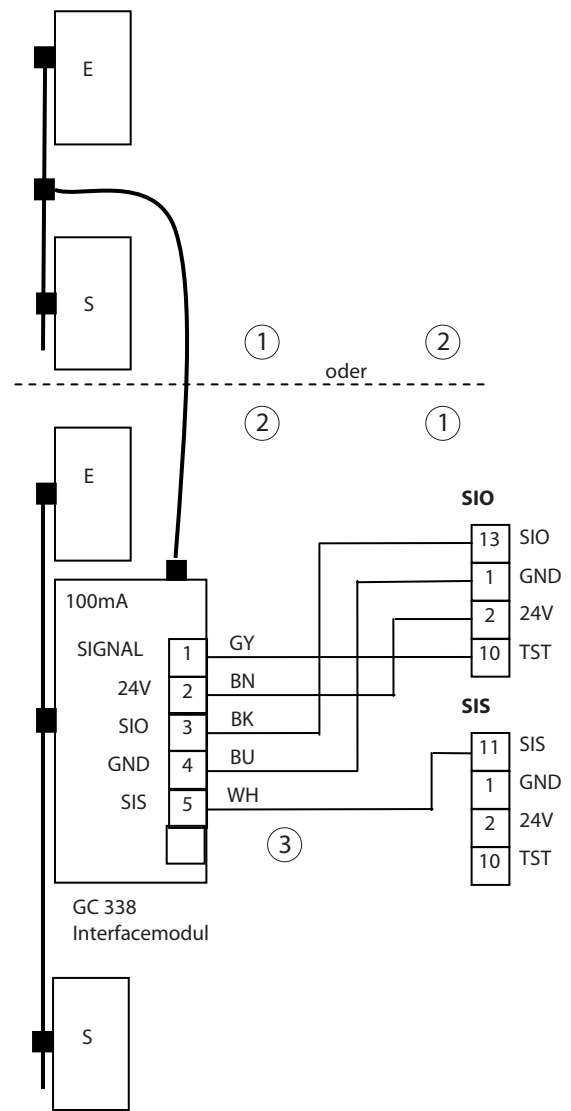 E
S
1 2
oder
2 1
E
SIO
13 SIO
1 GND
2 24V
10 TST
100mA
SIGNAL 1 GY
24V 2 BN
SIO 3 BK
GND 4 BU
SIS 5 WH
SIS
11 SIS
1 GND
2 24V
10 TST
3
GC 338
Interfacemodul
S